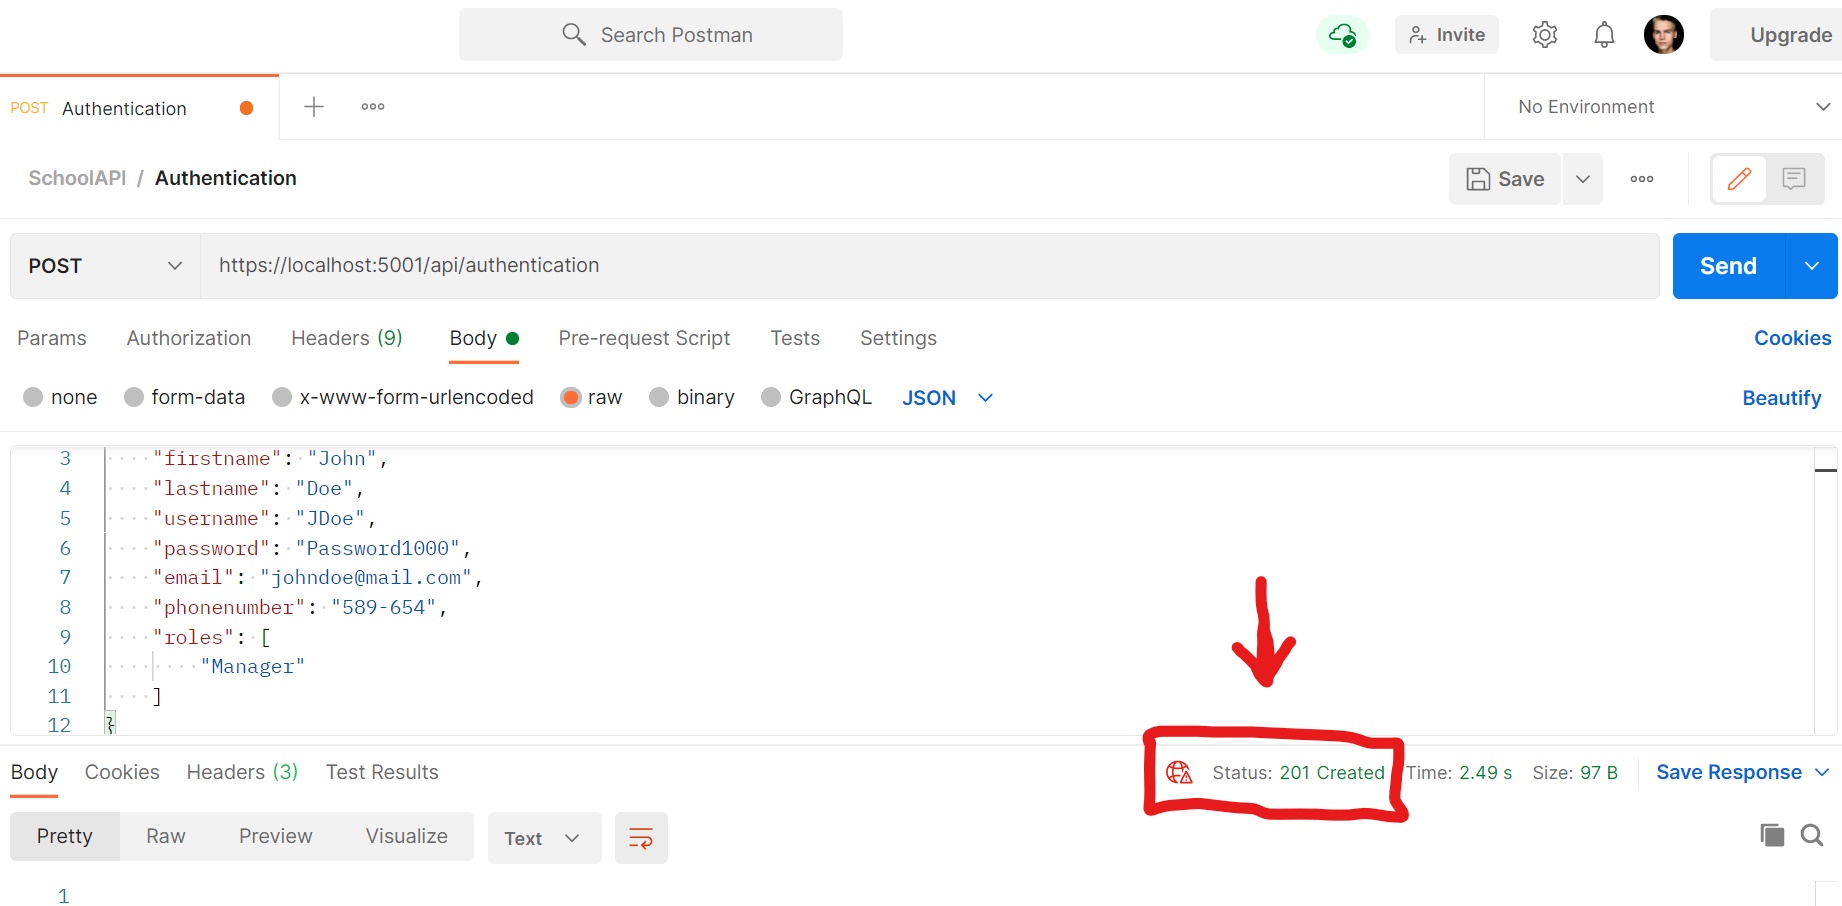 Search Postman
Invite
Upgrade
POST Authentication
No Environment
SchoolAPI / Authentication
Save
POST
https://localhost:5001/api/authentication
Send
Params Authorization Headers (9) Body Pre-request Script Tests Settings Cookies
none form-data x-www-form-urlencoded raw binary GraphQL JSON Beautify
3 "firstname": "John",
4 "lastname": "Doe",
5 "username": "JDoe",
6 "password": "Password1000",
7 "email": "johndoe@mail.com",
8 "phonenumber": "589-654",
9 "roles": [
10 "Manager"
11 ]
12 }
Body Cookies Headers (3) Test Results Status: 201 Created Time: 2.49 s Size: 97 B Save Response
Pretty Raw Preview Visualize Text
1